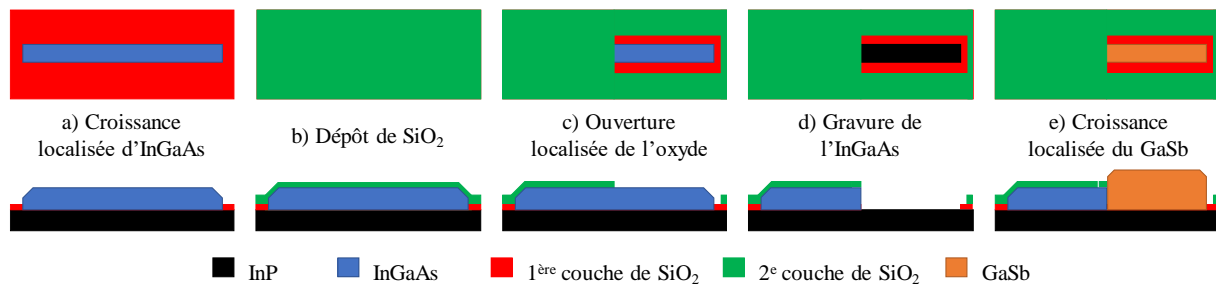 a) Croissance
localisée d'InGaAs
b) Dépôt de SiO₂
c) Ouverture
localisée de l'oxyde
d) Gravure de
l'InGaAs
e) Croissance
localisée du GaSb
InP
InGaAs
1ère couche de SiO₂
2e couche de SiO₂
GaSb